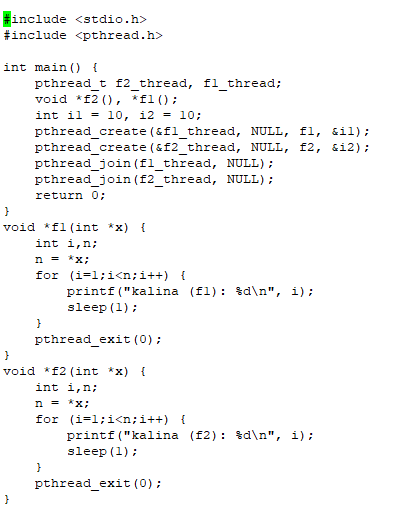 #include <stdio.h>
#include <pthread.h>

int main() {
    pthread_t f2_thread, f1_thread;
    void *f2(), *f1();
    int i1 = 10, i2 = 10;
    pthread_create(&f1_thread, NULL, f1, &i1);
    pthread_create(&f2_thread, NULL, f2, &i2);
    pthread_join(f1_thread, NULL);
    pthread_join(f2_thread, NULL);
    return 0;
}
void *f1(int *x) {
    int i,n;
    n = *x;
    for (i=1;i<n;i++) {
        printf("kalina (f1): %d\n", i);
        sleep(1);
    }
    pthread_exit(0);
}
void *f2(int *x) {
    int i,n;
    n = *x;
    for (i=1;i<n;i++) {
        printf("kalina (f2): %d\n", i);
        sleep(1);
    }
    pthread_exit(0);
}